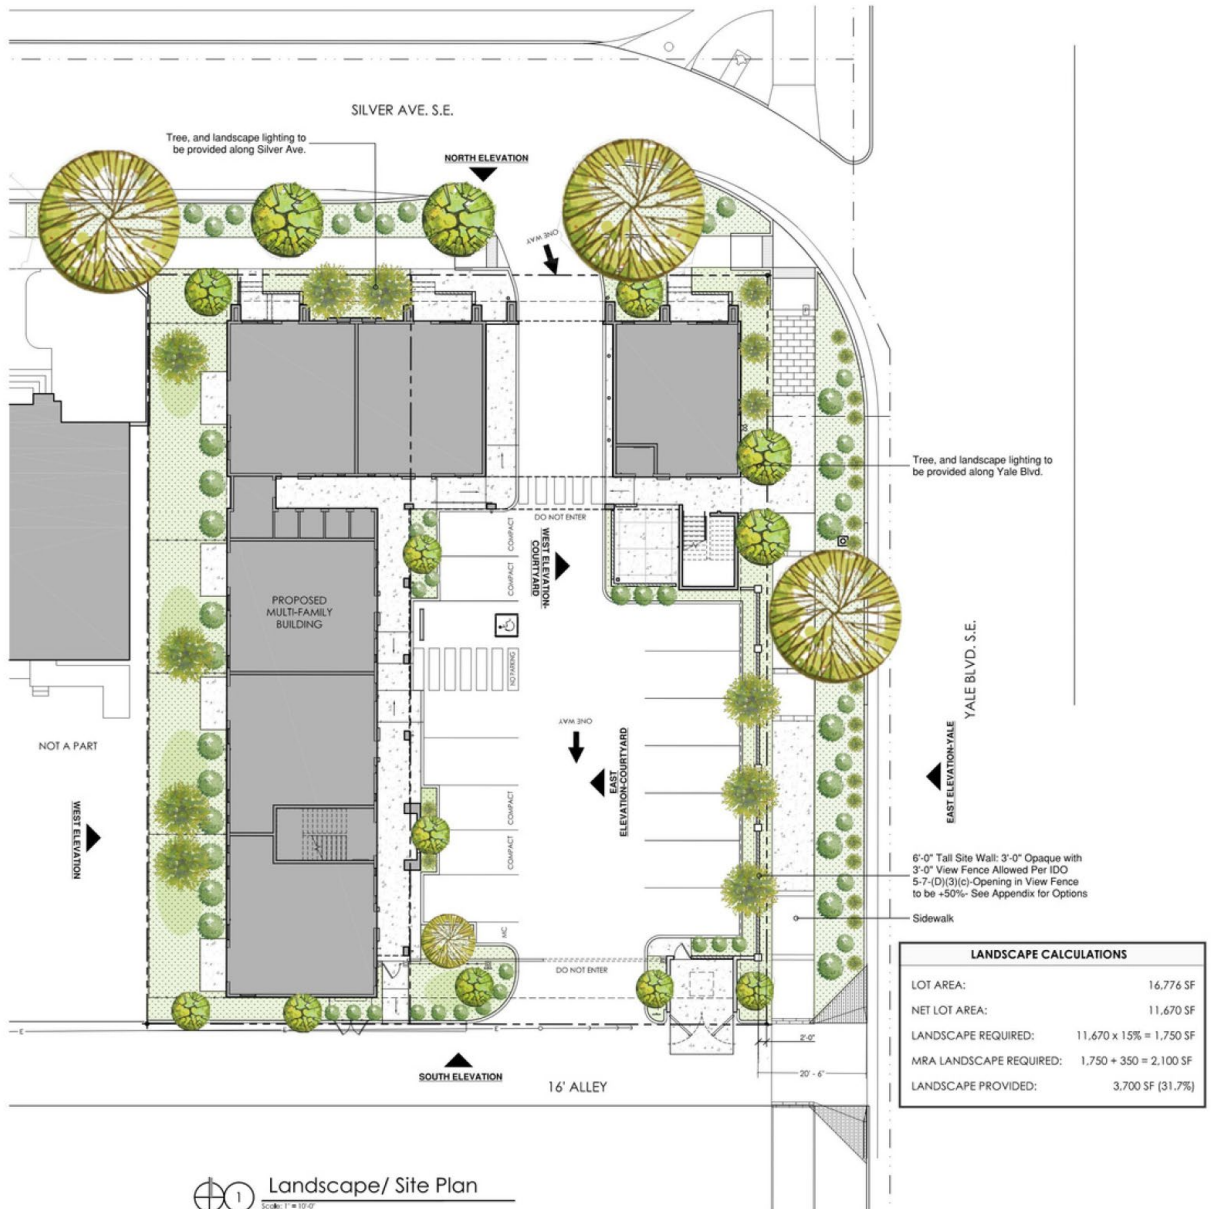 SILVER AVE. S.E.
Tree, and landscape lighting to
be provided along Silver Ave.
NORTH ELEVATION
ONE WAY
Tree, and landscape lighting to
be provided along Yale Blvd.
DO NOT ENTER
COMPACT
COMPACT
WEST ELEVATION-
COURTYARD
PROPOSED
MULTI-FAMILY
BUILDING
NO PARKING
YALE BLVD. S.E.
ONE WAY
NOT A PART
EAST
ELEVATION-COURTYARD
EAST ELEVATION-YALE
WEST ELEVATION
COMPACT
COMPACT
6'-0" Tall Site Wall: 3'-0" Opaque with
3'-0" View Fence Allowed Per IDO
5-7-(D)(3)(c)-Opening in View Fence
to be +50%- See Appendix for Options
Sidewalk
MC
DO NOT ENTER
LANDSCAPE CALCULATIONS
LOT AREA: 16,776 SF
NET LOT AREA: 11,670 SF
LANDSCAPE REQUIRED: 11,670 x 15% = 1,750 SF
MRA LANDSCAPE REQUIRED: 1,750 + 350 = 2,100 SF
LANDSCAPE PROVIDED: 3,700 SF (31.7%)
E
E
E
2'-0"
20' - 6"
SOUTH ELEVATION
16' ALLEY
1
Landscape/ Site Plan
Scale: 1" = 10'-0"